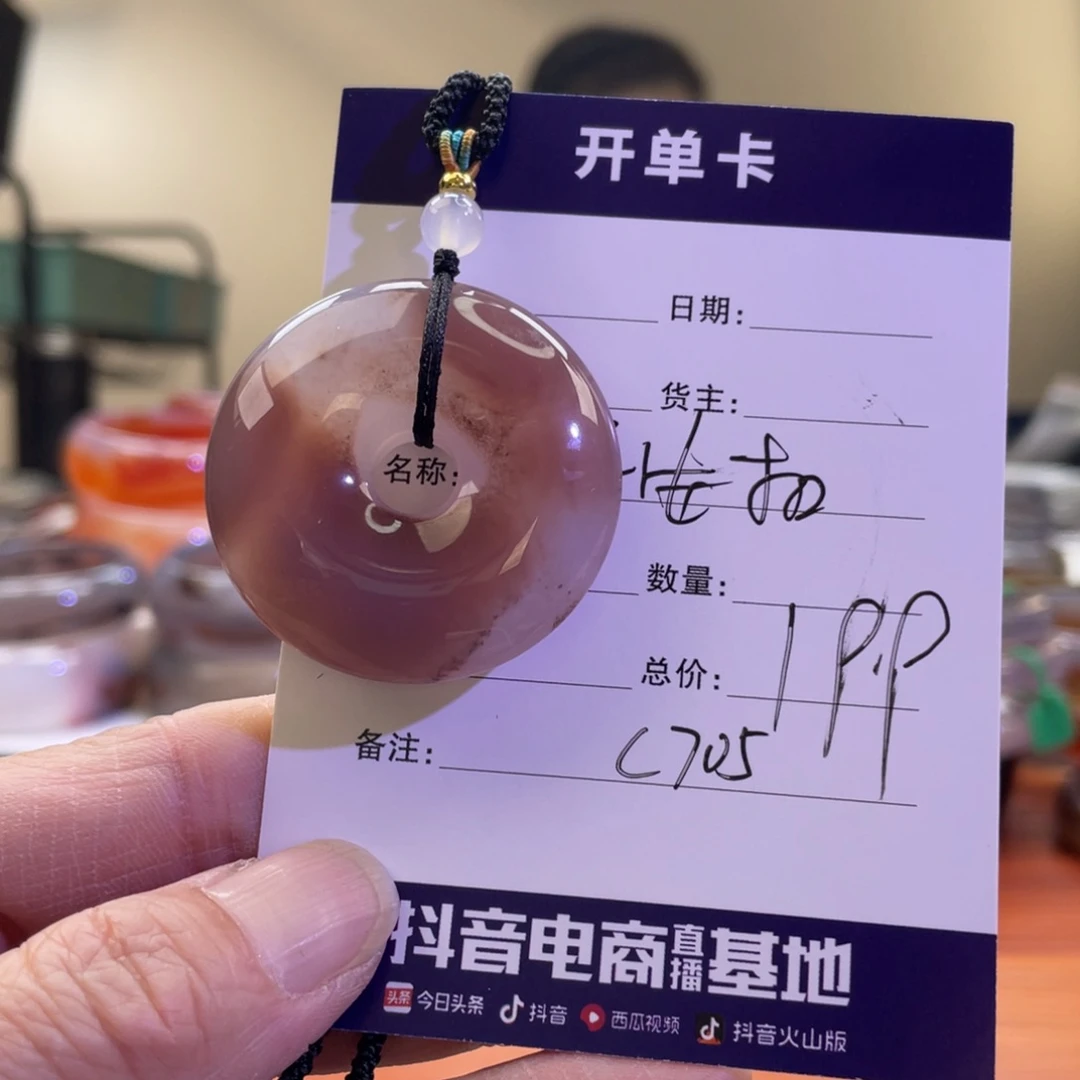 开单卡
日期:
货主:
名称:
数量:
总价: 199
备注: C705
抖音电商直播基地
头条 今日头条 抖音 西瓜视频 抖音火山版